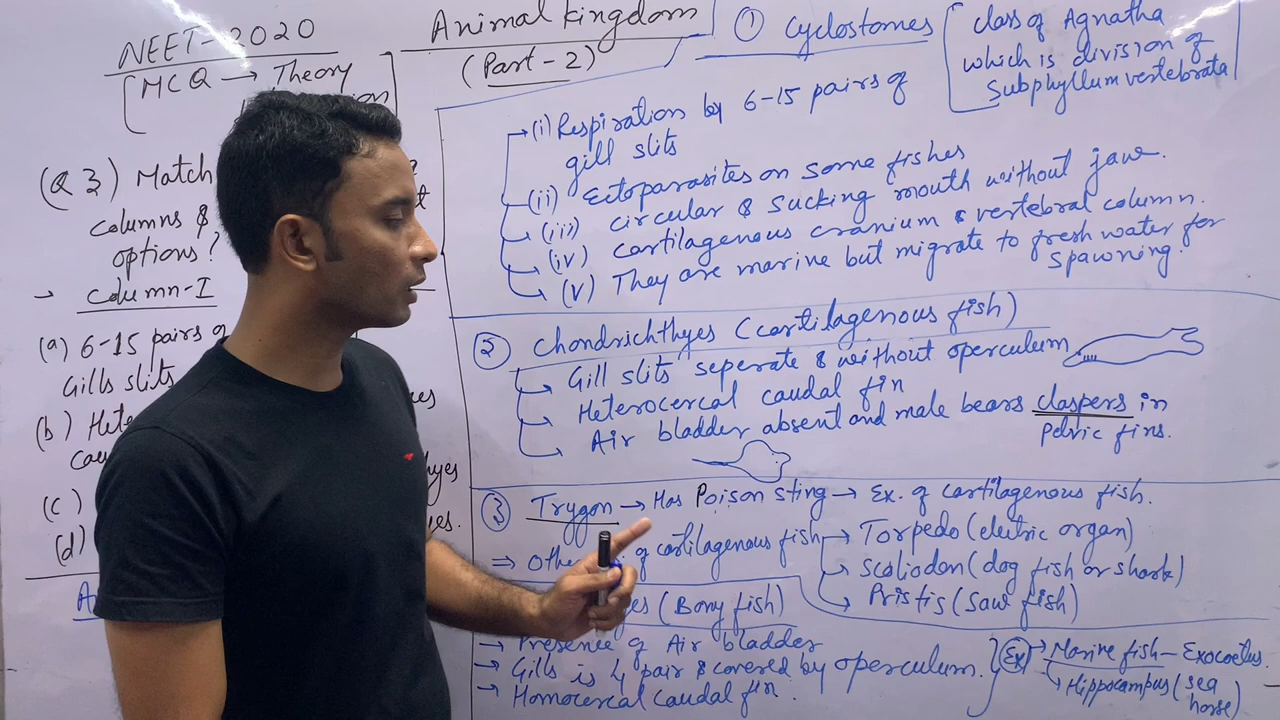 NEET-2020
[MCQ → Theory
Animal kingdom
(Part-2)
(Q 3) Match
columns &
options?
column-I
(a) 6-15 pairs of
Gills slits
(b)
(c)
(d)
① Cyclostomes
class of Agnatha
which is division of
Subphyllum vertebrata
(i) Respiration by 6-15 pairs of
gill slits
(ii) Ectoparasites on some fishes
(iii) circular & sucking mouth without jaw.
(iv) cartilagenous cranium & vertebral column.
(v) They are marine but migrate to fresh water for
spawning.
② Chondrichthyes (cartilagenous fish)
Gill slits seperate & without operculum
Heterocercal caudal fin
Air bladder absent and male bears claspers in
pelvic fins.
③ Trygon → Has Poison sting → Ex. of cartilagenous fish.
⇒ of cartilagenous fish → Torpedo (electric organ)
→ Scoliodon (dog fish or shark)
→ Pristis (Saw fish)
(Bony fish)
→ Presence of Air bladder
→ Gills is 4 pair & covered by operculum.
→ Homocercal caudal fin.
Ex → Marine fish - Exocoetus
→ Hippocampus (sea
horse)